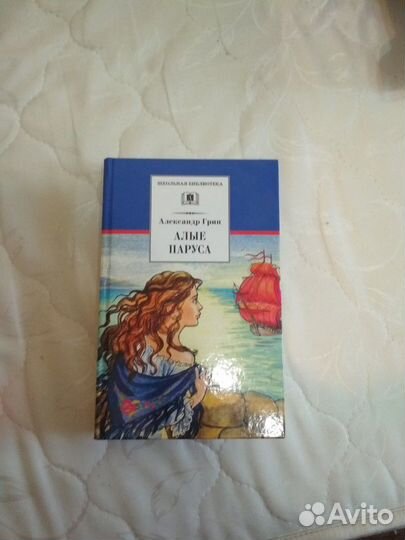 ШКОЛЬНАЯ БИБЛИОТЕКА
Александр Грин
АЛЫЕ
ПАРУСА
Avito